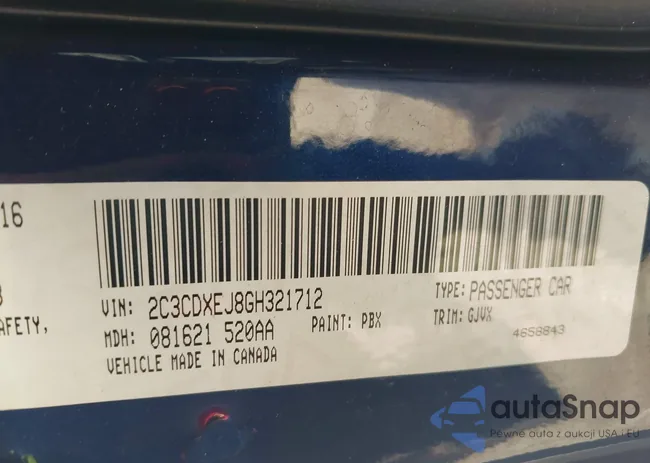 16
VIN: 2C3CDXEJ8GH321712
TYPE: PASSENGER CAR
AFETY,
MDH: 081621 520AA
PAINT: PBX
TRIM: GJVX
VEHICLE MADE IN CANADA
4658843
autaSnap
Pewne auta z aukcji USA i EU